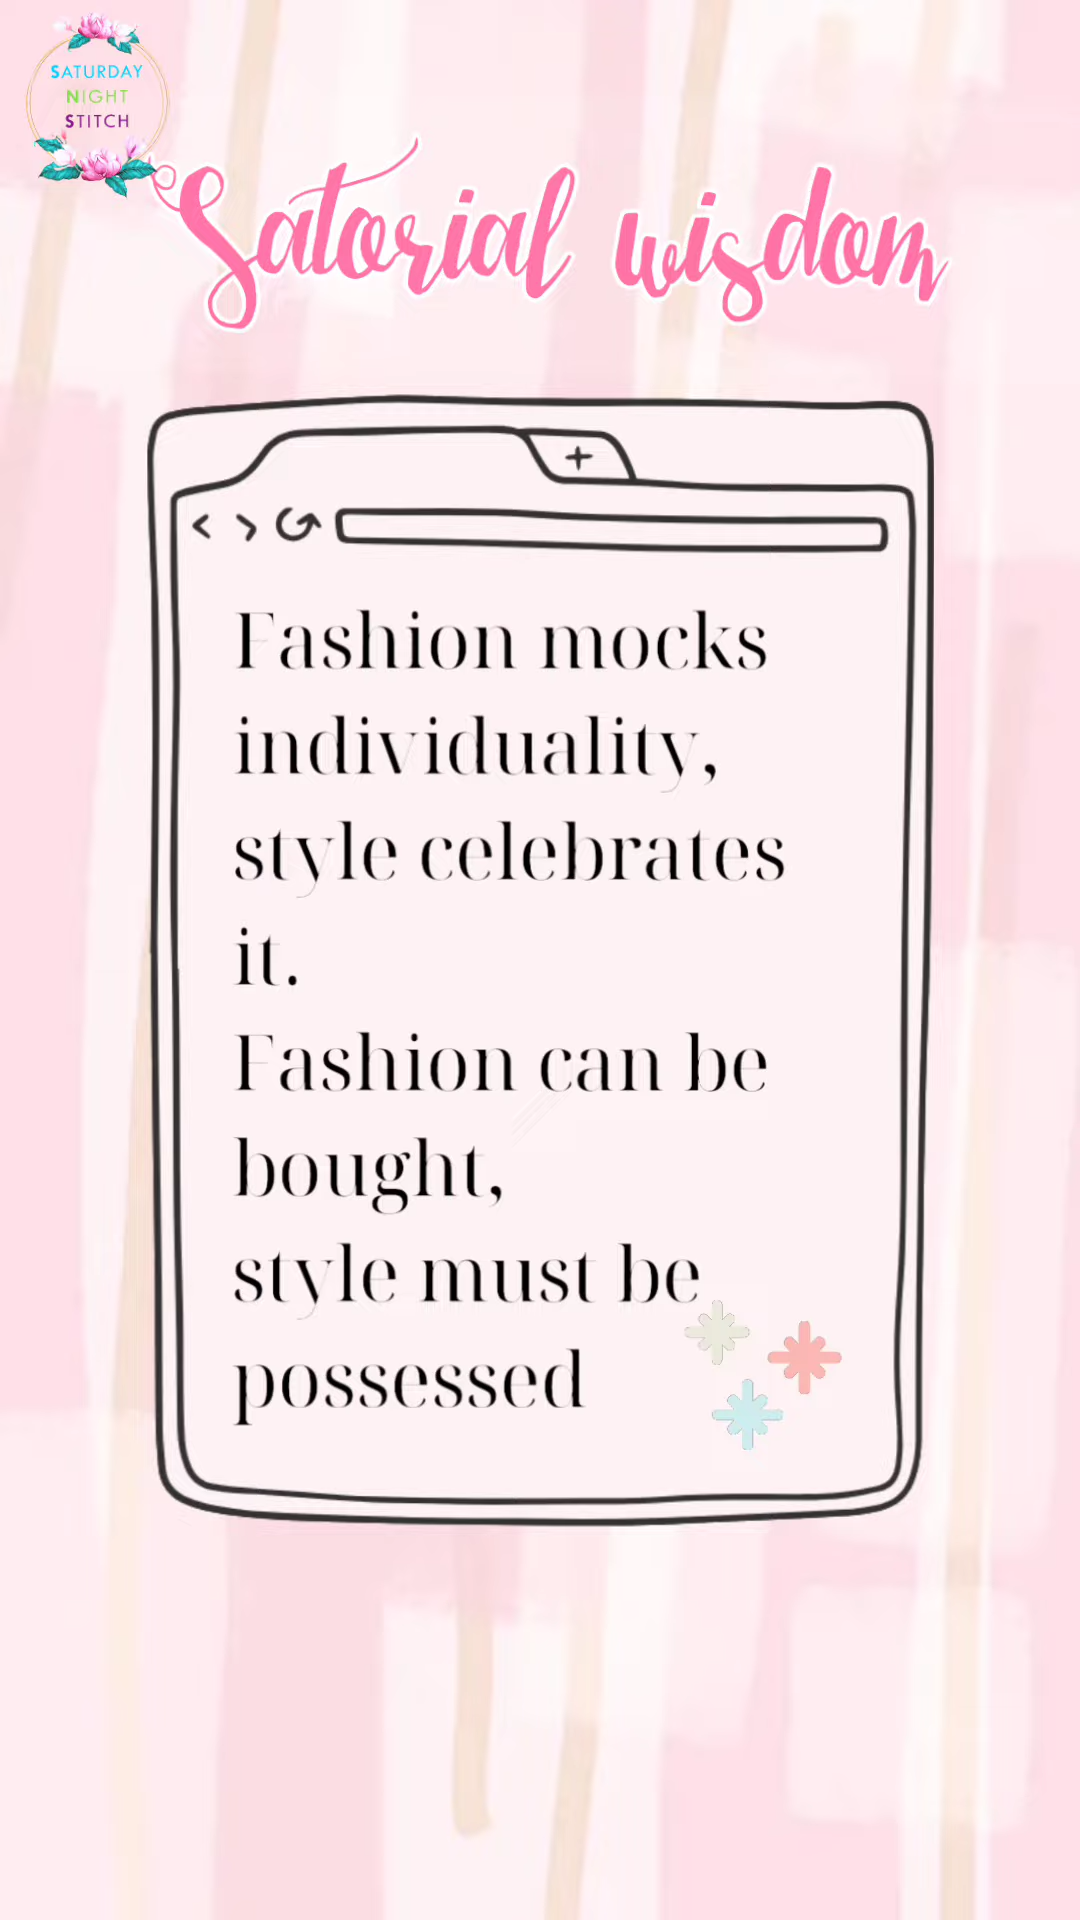 SATURDAY
NIGHT
STITCH
Satorial wisdom
Fashion mocks
individuality,
style celebrates
it.
Fashion can be
bought,
style must be
possessed